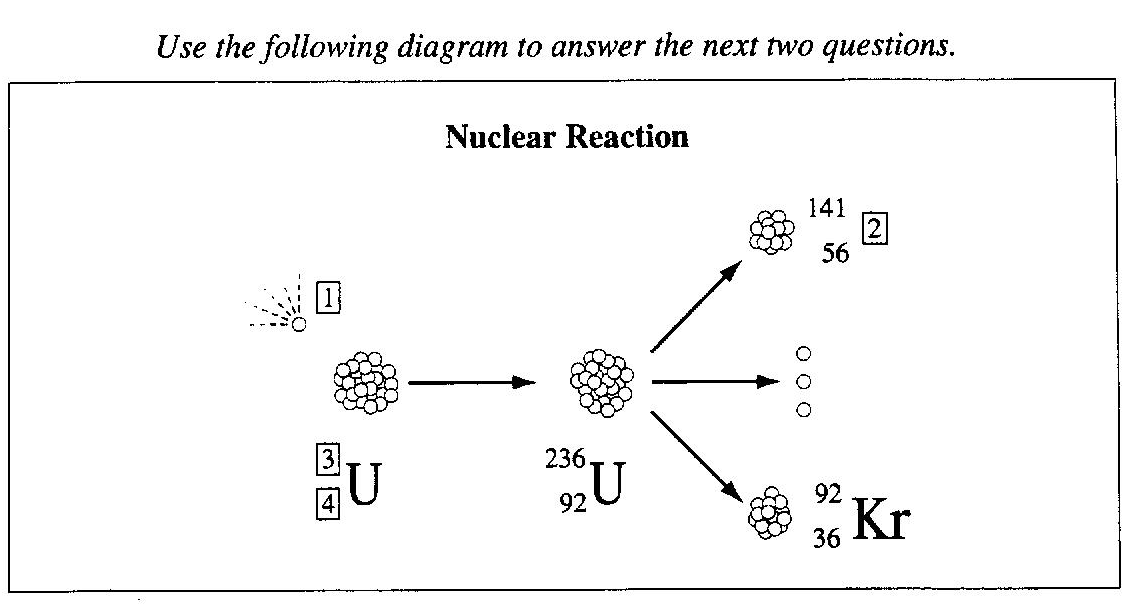 Use the following diagram to answer the next two questions.
Nuclear Reaction
141
56
2
1
3
4
U
236
92
U
92
36
Kr